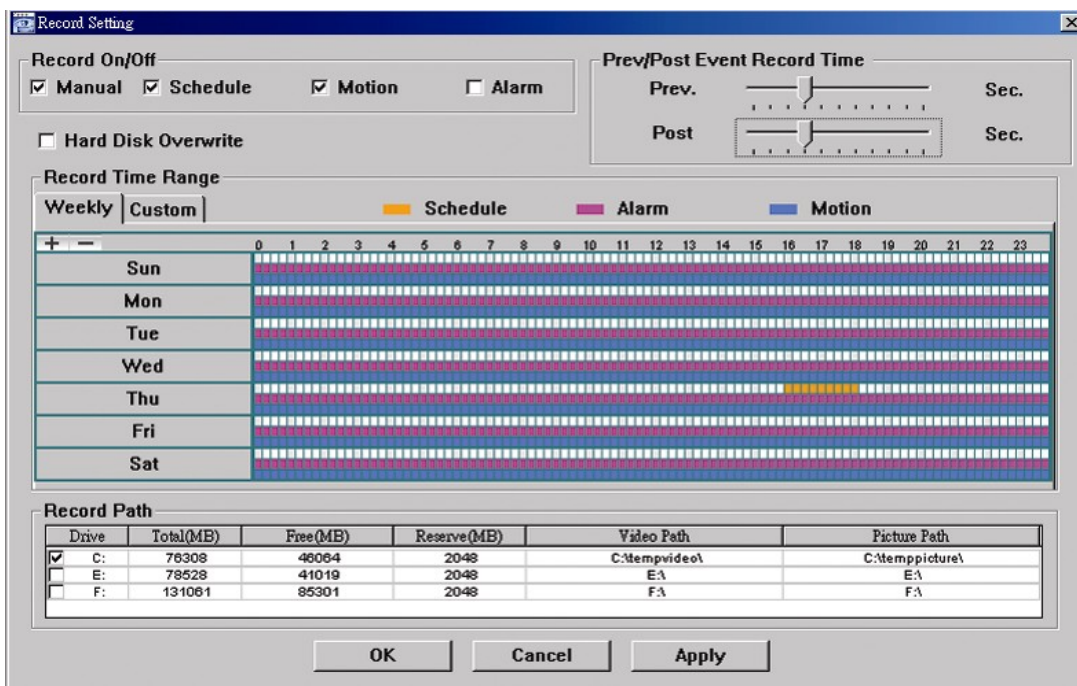 Record Setting
Record On/Off
Manual Schedule Motion Alarm
Hard Disk Overwrite
Prev/Post Event Record Time
Prev. Sec.
Post Sec.
Record Time Range
Weekly Custom Schedule Alarm Motion
+ − 0 1 2 3 4 5 6 7 8 9 10 11 12 13 14 15 16 17 18 19 20 21 22 23
Sun
Mon
Tue
Wed
Thu
Fri
Sat
Record Path
Drive Total(MB) Free(MB) Reserve(MB) Video Path Picture Path
C: 76308 46064 2048 C:\tempvideo\ C:\temppicture\
E: 78528 41019 2048 E:\ E:\
F: 131061 85301 2048 F:\ F:\
OK Cancel Apply